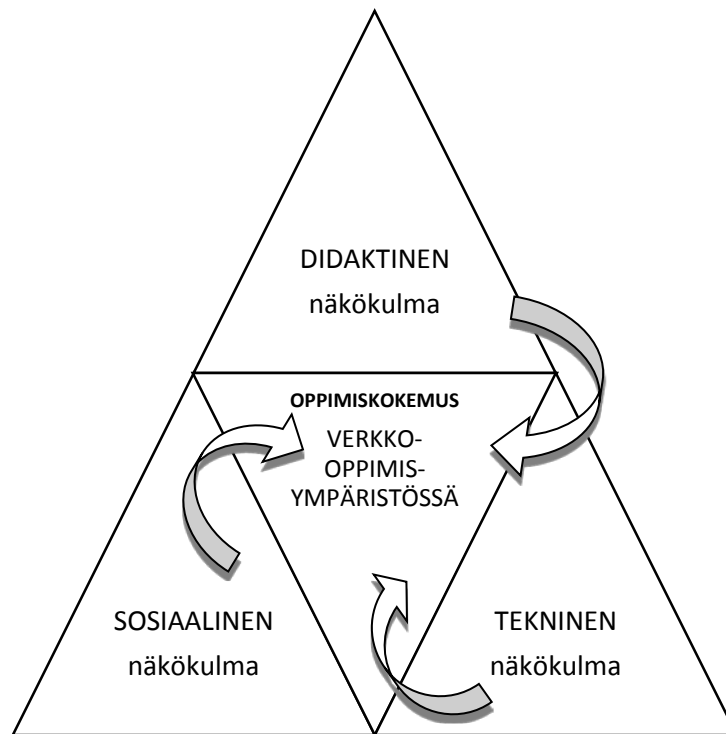 DIDAKTINEN
näkökulma
OPPIMISKOKEMUS
VERKKO-
OPPIMIS-
YMPÄRISTÖSSÄ
SOSIAALINEN
näkökulma
TEKNINEN
näkökulma